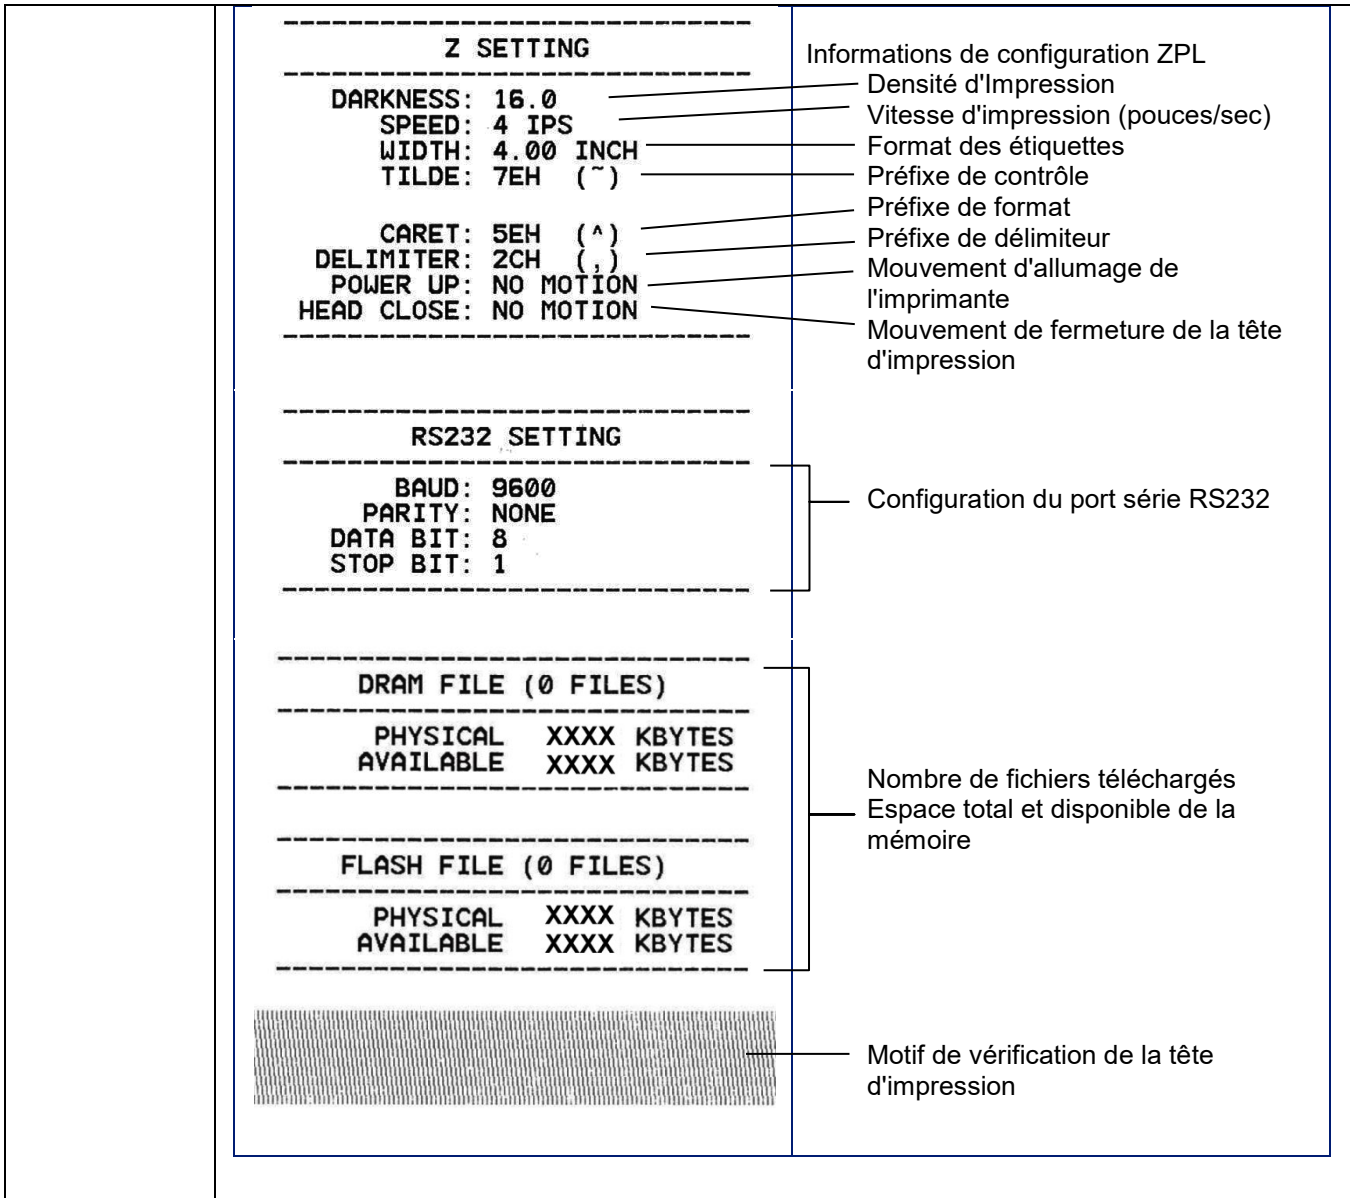 Z SETTING
DARKNESS: 16.0
SPEED: 4 IPS
WIDTH: 4.00 INCH
TILDE: 7EH (~)
CARET: 5EH (^)
DELIMITER: 2CH (,)
POWER UP: NO MOTION
HEAD CLOSE: NO MOTION
Informations de configuration ZPL
Densité d'Impression
Vitesse d'impression (pouces/sec)
Format des étiquettes
Préfixe de contrôle
Préfixe de format
Préfixe de délimiteur
Mouvement d'allumage de
l'imprimante
Mouvement de fermeture de la tête
d'impression
RS232 SETTING
BAUD: 9600
PARITY: NONE
DATA BIT: 8
STOP BIT: 1
Configuration du port série RS232
DRAM FILE (0 FILES)
PHYSICAL XXXX KBYTES
AVAILABLE XXXX KBYTES
FLASH FILE (0 FILES)
PHYSICAL XXXX KBYTES
AVAILABLE XXXX KBYTES
Nombre de fichiers téléchargés
Espace total et disponible de la
mémoire
Motif de vérification de la tête
d'impression